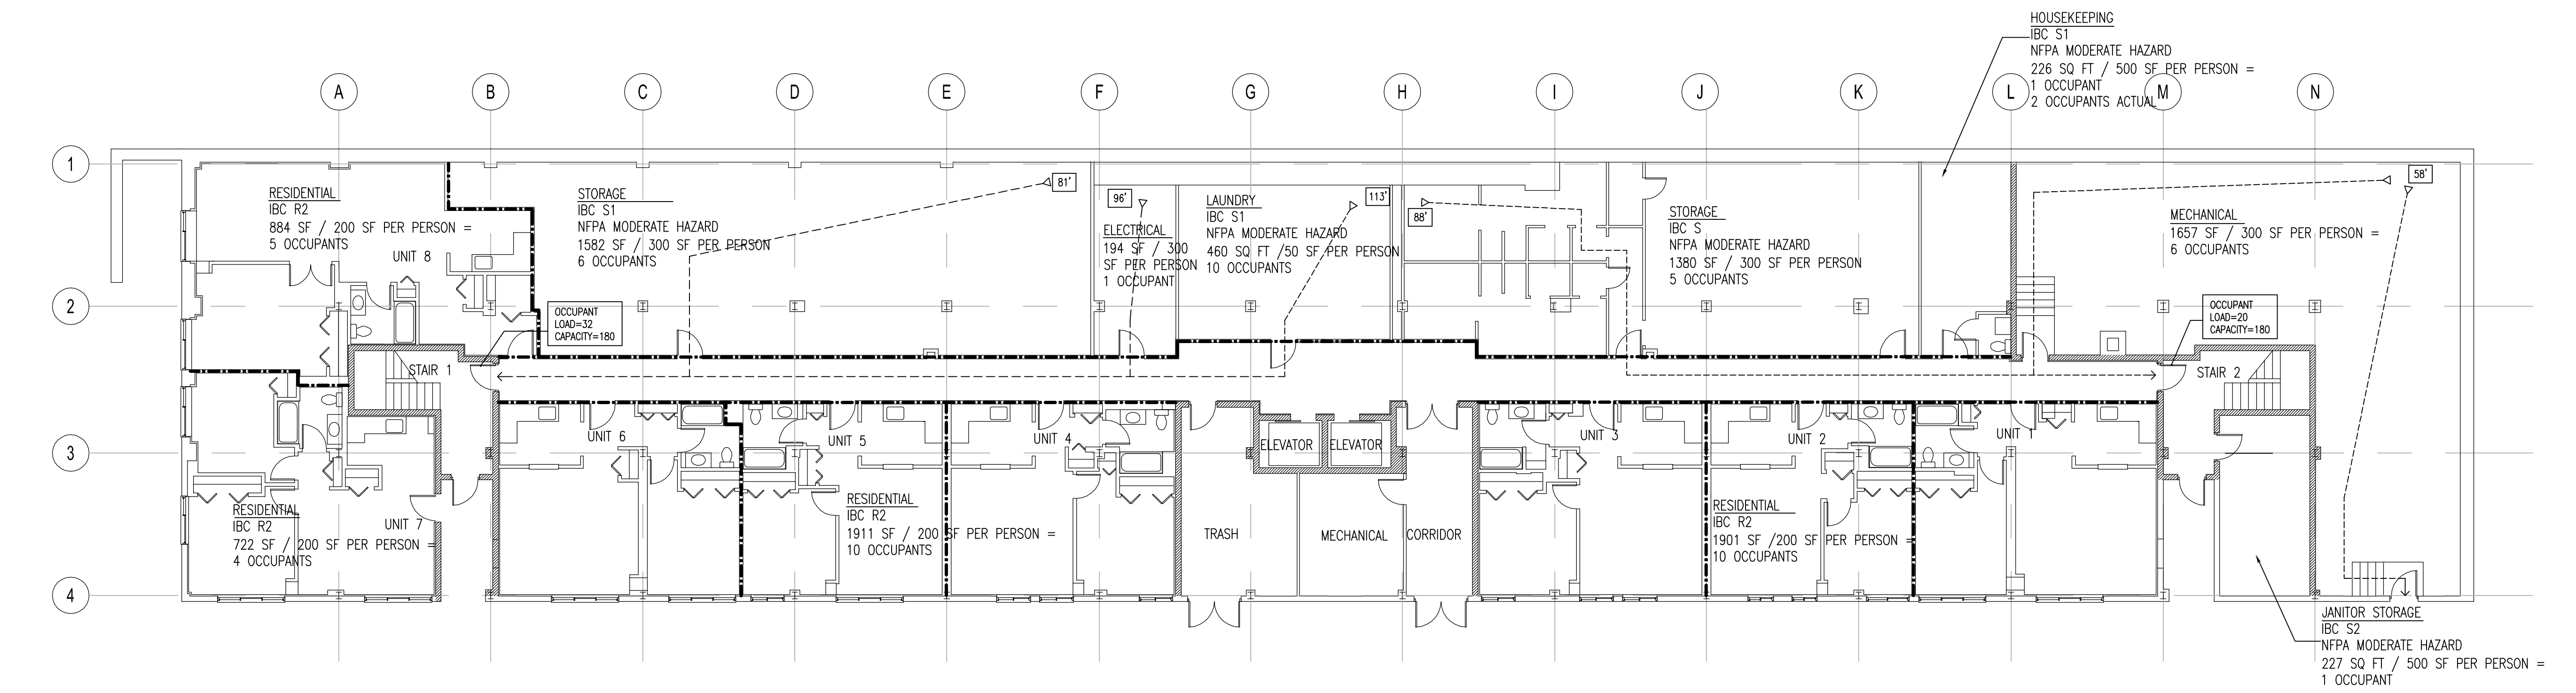 HOUSEKEEPING
IBC S1
NFPA MODERATE HAZARD
226 SQ FT / 500 SF PER PERSON =
1 OCCUPANT
2 OCCUPANTS ACTUAL
A
B
C
D
E
F
G
H
I
J
K
L
M
N
1
2
3
4
RESIDENTIAL
IBC R2
884 SF / 200 SF PER PERSON =
5 OCCUPANTS
UNIT 8
STORAGE
IBC S1
NFPA MODERATE HAZARD
1582 SF / 300 SF PER PERSON
6 OCCUPANTS
81'
96'
ELECTRICAL
194 SF / 300
SF PER PERSON
1 OCCUPANT
LAUNDRY
IBC S1
NFPA MODERATE HAZARD
460 SQ FT /50 SF PER PERSON
10 OCCUPANTS
113'
88'
STORAGE
IBC S
NFPA MODERATE HAZARD
1380 SF / 300 SF PER PERSON
5 OCCUPANTS
58'
MECHANICAL
1657 SF / 300 SF PER PERSON =
6 OCCUPANTS
OCCUPANT
LOAD=32
CAPACITY=180
OCCUPANT
LOAD=20
CAPACITY=180
STAIR 1
STAIR 2
UNIT 6
UNIT 5
UNIT 4
ELEVATOR
ELEVATOR
UNIT 3
UNIT 2
UNIT 1
RESIDENTIAL
IBC R2
722 SF / 200 SF PER PERSON =
4 OCCUPANTS
UNIT 7
RESIDENTIAL
IBC R2
1911 SF / 200 SF PER PERSON =
10 OCCUPANTS
TRASH
MECHANICAL
CORRIDOR
RESIDENTIAL
IBC R2
1901 SF /200 SF PER PERSON =
10 OCCUPANTS
JANITOR STORAGE
IBC S2
NFPA MODERATE HAZARD
227 SQ FT / 500 SF PER PERSON =
1 OCCUPANT